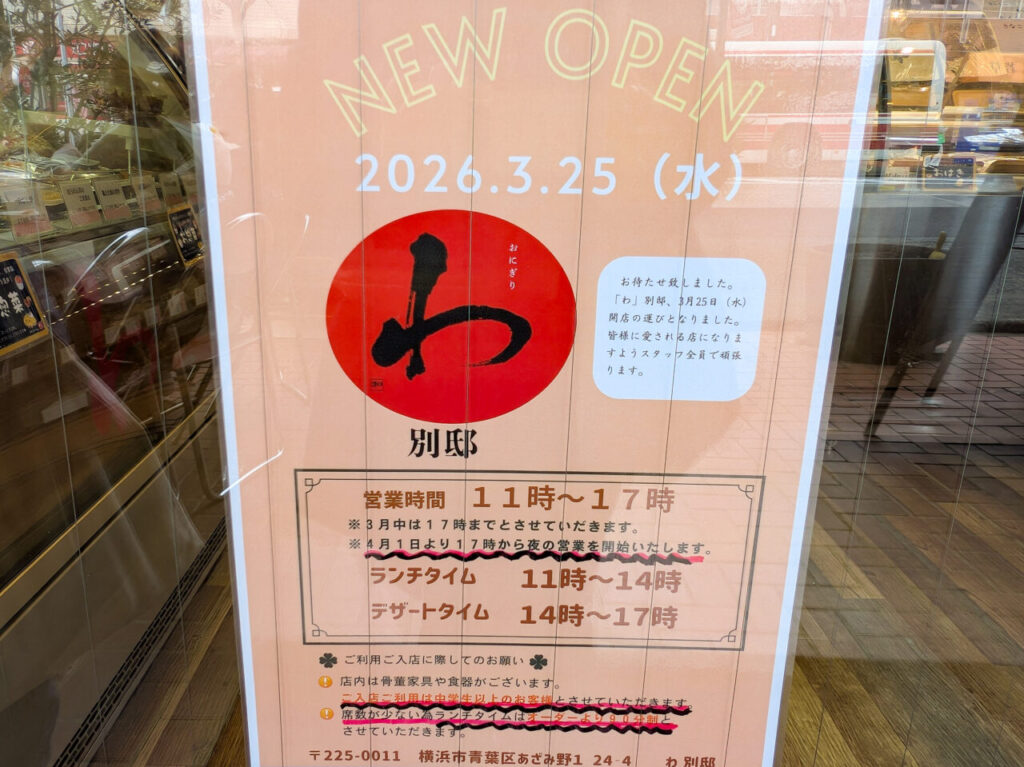 NEW OPEN
2026.3.25（水）
おにぎり
わ
別邸
お待たせ致しました。
「わ」別邸、3月25日（水）
開店の運びとなりました。
皆様に愛される店になりま
すようスタッフ全員で頑張
ります。
営業時間 11時～17時
※3月中は17時までとさせていただきます。
※4月1日より17時から夜の営業を開始いたします。
ランチタイム 11時～14時
デザートタイム 14時～17時
ご利用ご入店に際してのお願い
店内は骨董家具や食器がございます。
ご入店ご利用は中学生以上のお客様とさせていただきます。
席数が少ない為ランチタイムはオーダーより90分制と
させていただきます。
〒225-0011 横浜市青葉区あざみ野1 24-4 わ 別邸